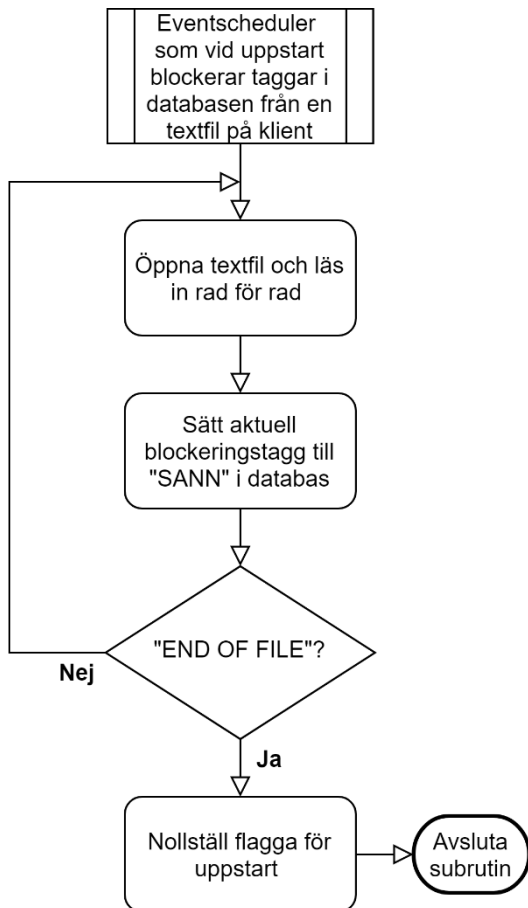 Eventscheduler
som vid uppstart
blockerar taggar i
databasen från en
textfil på klient
Öppna textfil och läs
in rad för rad
Sätt aktuell
blockeringstagg till
"SANN" i databas
"END OF FILE"?
Nej
Ja
Nollställ flagga för
uppstart
Avsluta
subrutin